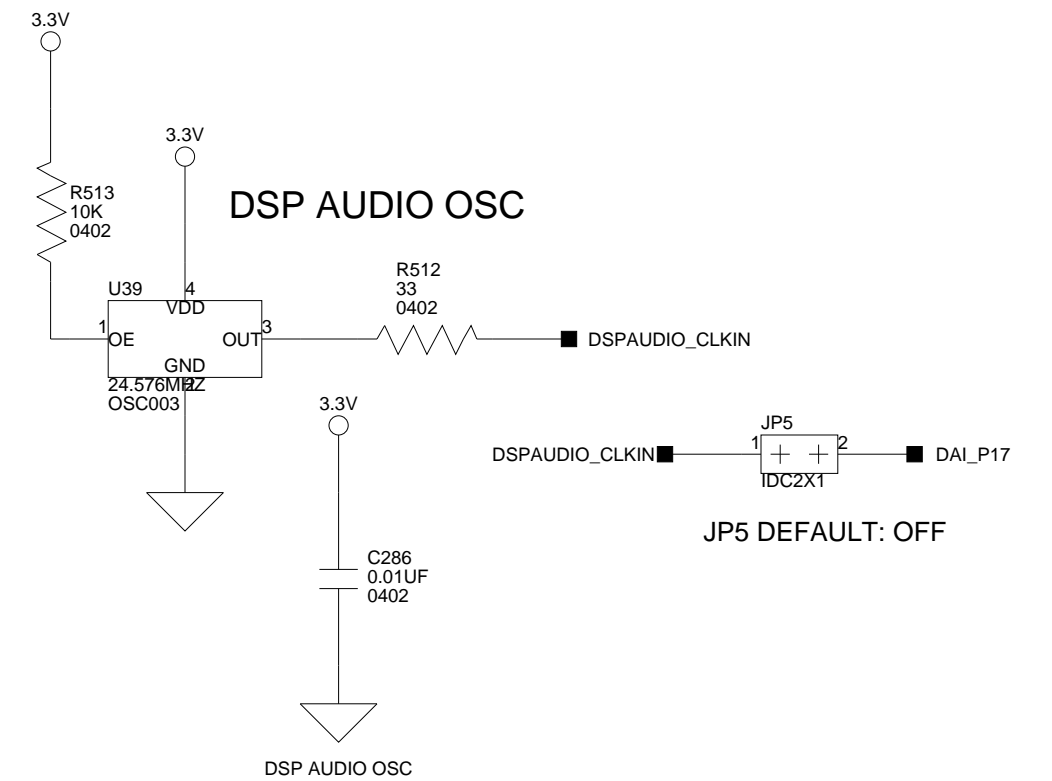 3.3V
3.3V
R513
10K
0402
DSP AUDIO OSC
R512
33
0402
U39
4
VDD
1
OE
OUT
3
DSPAUDIO_CLKIN
GND
2
24.576MHZ
OSC003
3.3V
JP5
DSPAUDIO_CLKIN
1
2
DAI_P17
IDC2X1
JP5 DEFAULT: OFF
C286
0.01UF
0402
DSP AUDIO OSC